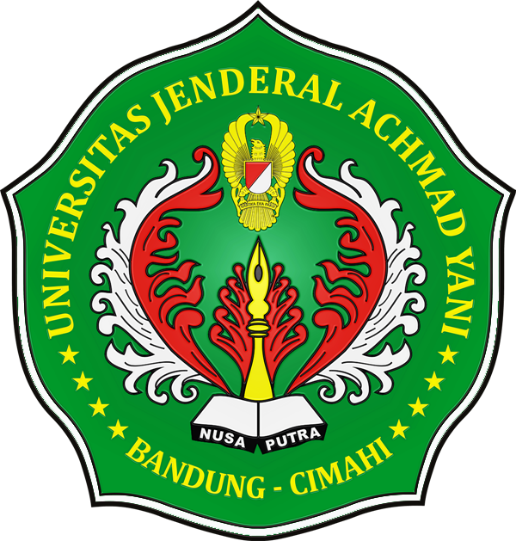 UNIVERSITAS JENDERAL ACHMAD YANI
NUSA PUTRA
BANDUNG - CIMAHI